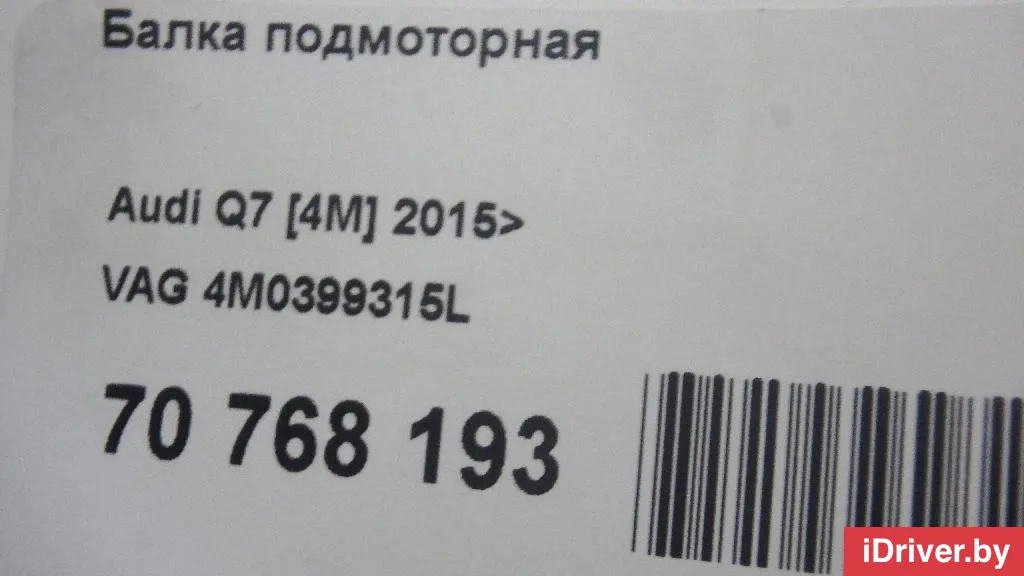 Балка подмоторная
Audi Q7 [4M] 2015>
VAG 4M0399315L
70 768 193
iDriver.by